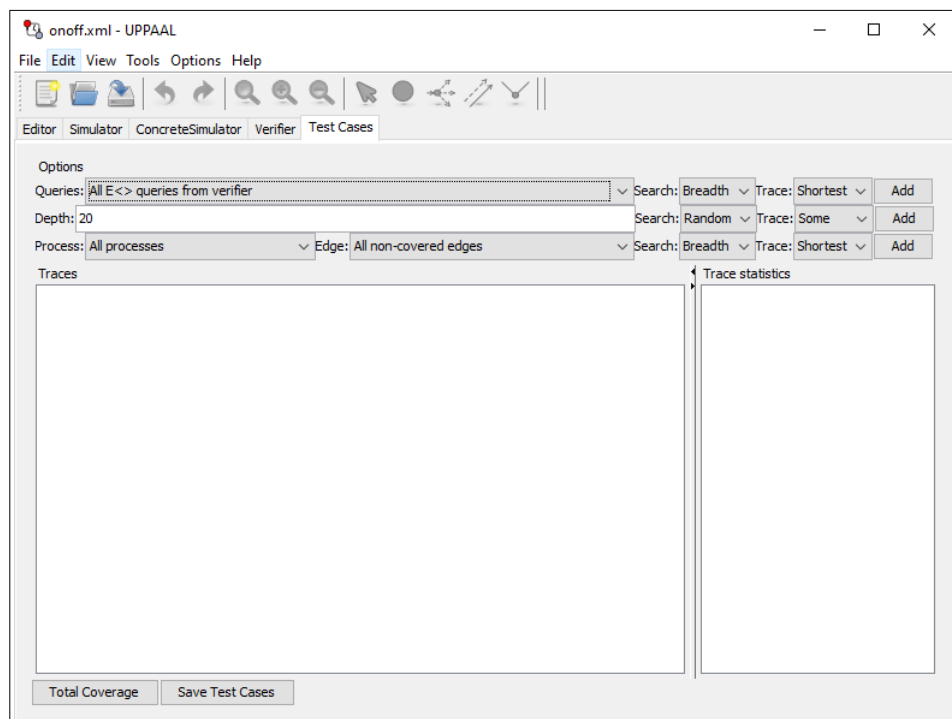 onoff.xml - UPPAAL
File Edit View Tools Options Help
Editor Simulator ConcreteSimulator Verifier Test Cases
Options
Queries: All E<> queries from verifier Search: Breadth Trace: Shortest Add
Depth: 20 Search: Random Trace: Some Add
Process: All processes Edge: All non-covered edges Search: Breadth Trace: Shortest Add
Traces Trace statistics
Total Coverage Save Test Cases